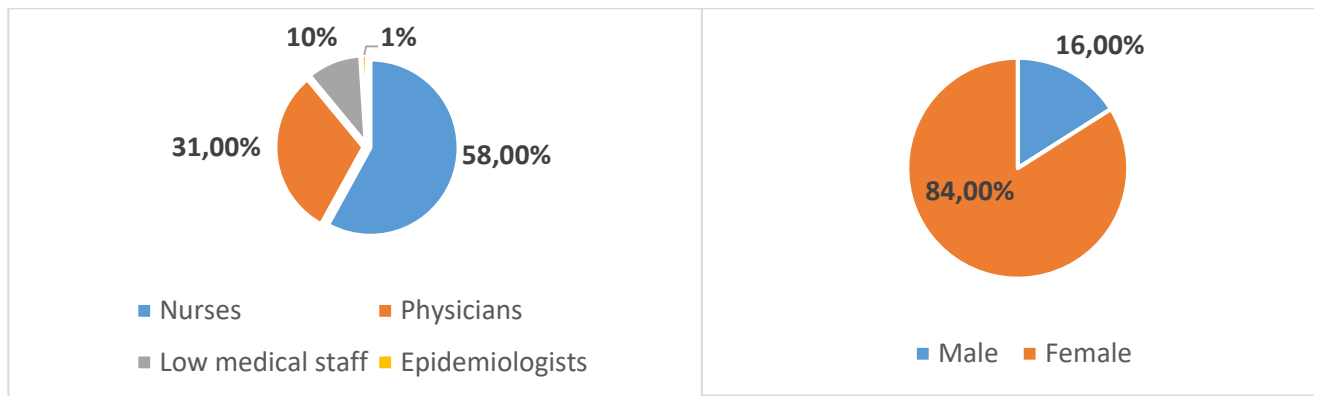 10% 1%
31,00%
58,00%
Nurses Physicians
Low medical staff Epidemiologists
16,00%
84,00%
Male Female